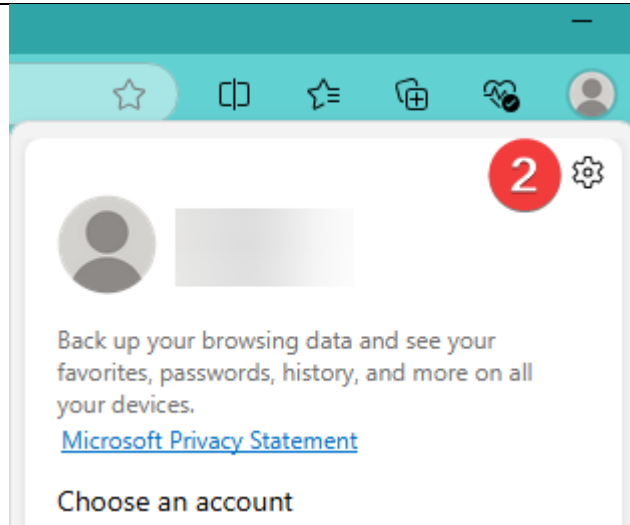 2
Back up your browsing data and see your
favorites, passwords, history, and more on all
your devices.
Microsoft Privacy Statement
Choose an account